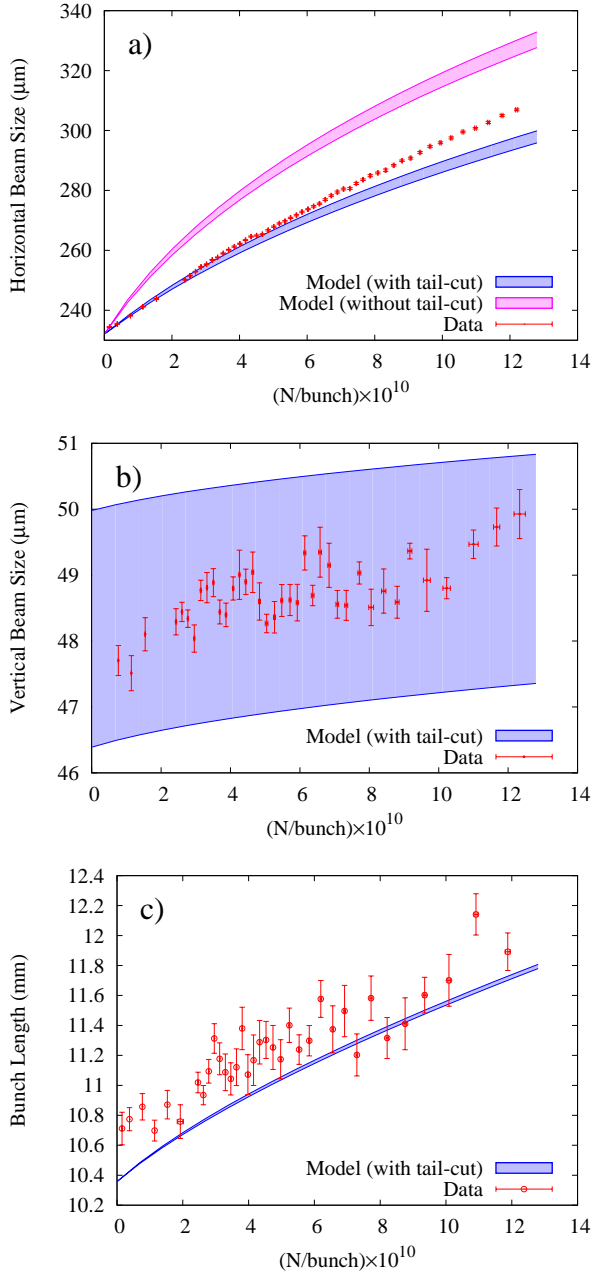 a)
340
320
300
280
260
240
Horizontal Beam Size (μm)
Model (with tail-cut)
Model (without tail-cut)
Data
0 2 4 6 8 10 12 14
(N/bunch)×10^10
b)
51
50
49
48
47
46
Vertical Beam Size (μm)
Model (with tail-cut)
Data
0 2 4 6 8 10 12 14
(N/bunch)×10^10
c)
12.4
12.2
12
11.8
11.6
11.4
11.2
11
10.8
10.6
10.4
10.2
Bunch Length (mm)
Model (with tail-cut)
Data
0 2 4 6 8 10 12 14
(N/bunch)×10^10